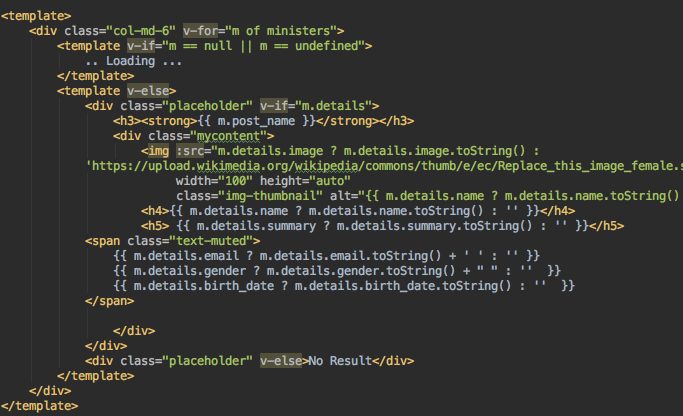 <template>
<div class="col-md-6" v-for="m of ministers">
<template v-if="m == null || m == undefined">
.. Loading ...
</template>
<template v-else>
<div class="placeholder" v-if="m.details">
<h3><strong>{{ m.post_name }}</strong></h3>
<div class="mycontent">
<img :src="m.details.image ? m.details.image.toString() :
'https://upload.wikimedia.org/wikipedia/commons/thumb/e/ec/Replace_this_image_female.s
width="100" height="auto"
class="img-thumbnail" alt="{{ m.details.name ? m.details.name.toString()
<h4>{{ m.details.name ? m.details.name.toString() : '' }}</h4>
<h5> {{ m.details.summary ? m.details.summary.toString() : '' }}</h5>
<span class="text-muted">
{{ m.details.email ? m.details.email.toString() + ' ' : '' }}
{{ m.details.gender ? m.details.gender.toString() + " " : ''  }}
{{ m.details.birth_date ? m.details.birth_date.toString() : ''  }}
</span>
</div>
</div>
<div class="placeholder" v-else>No Result</div>
</template>
</div>
</template>